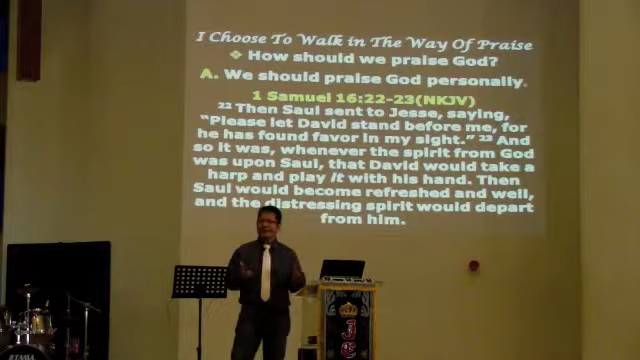 I Choose To Walk in The Way Of Praise
❖ How should we praise God?
A. We should praise God personally.
1 Samuel 16:22-23(NKJV)
22 Then Saul sent to Jesse, saying,
"Please let David stand before me, for
he has found favor in my sight." 23 And
so it was, whenever the spirit from God
was upon Saul, that David would take a
harp and play it with his hand. Then
Saul would become refreshed and well,
and the distressing spirit would depart
from him.
TAMA